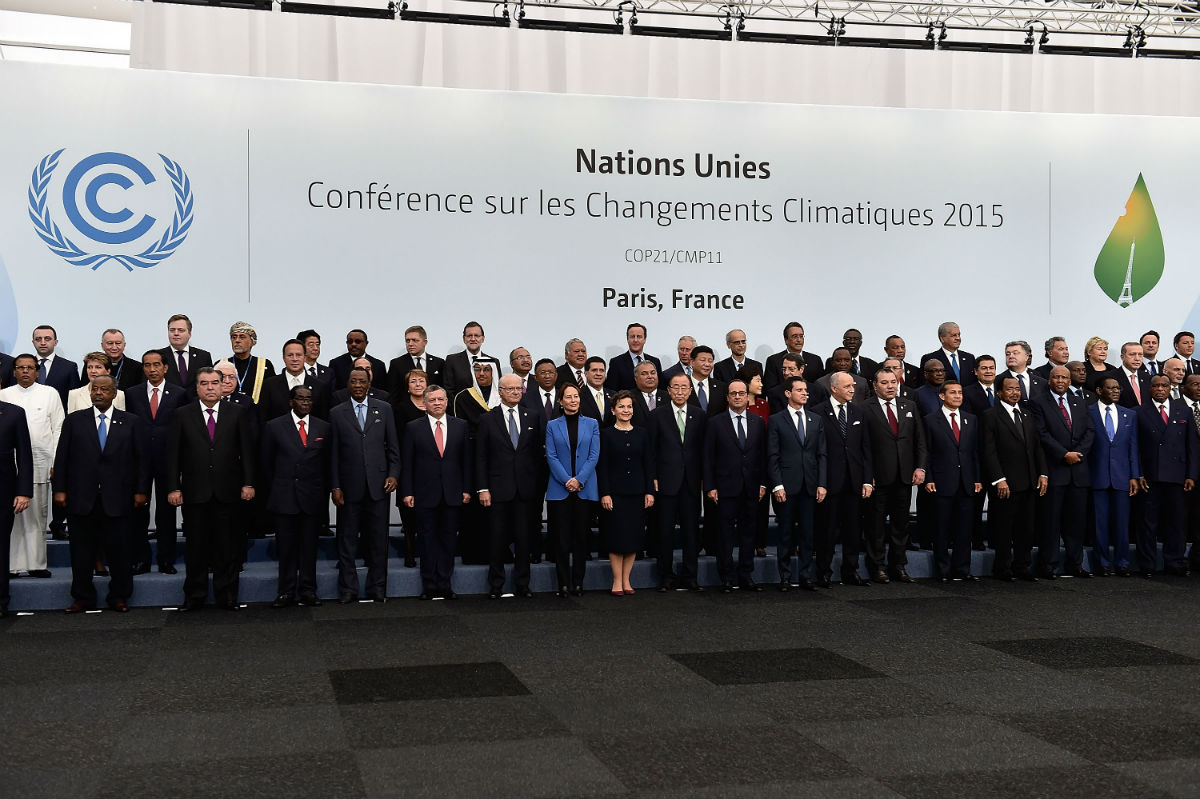 Nations Unies
Conférence sur les Changements Climatiques 2015
COP21/CMP11
Paris, France